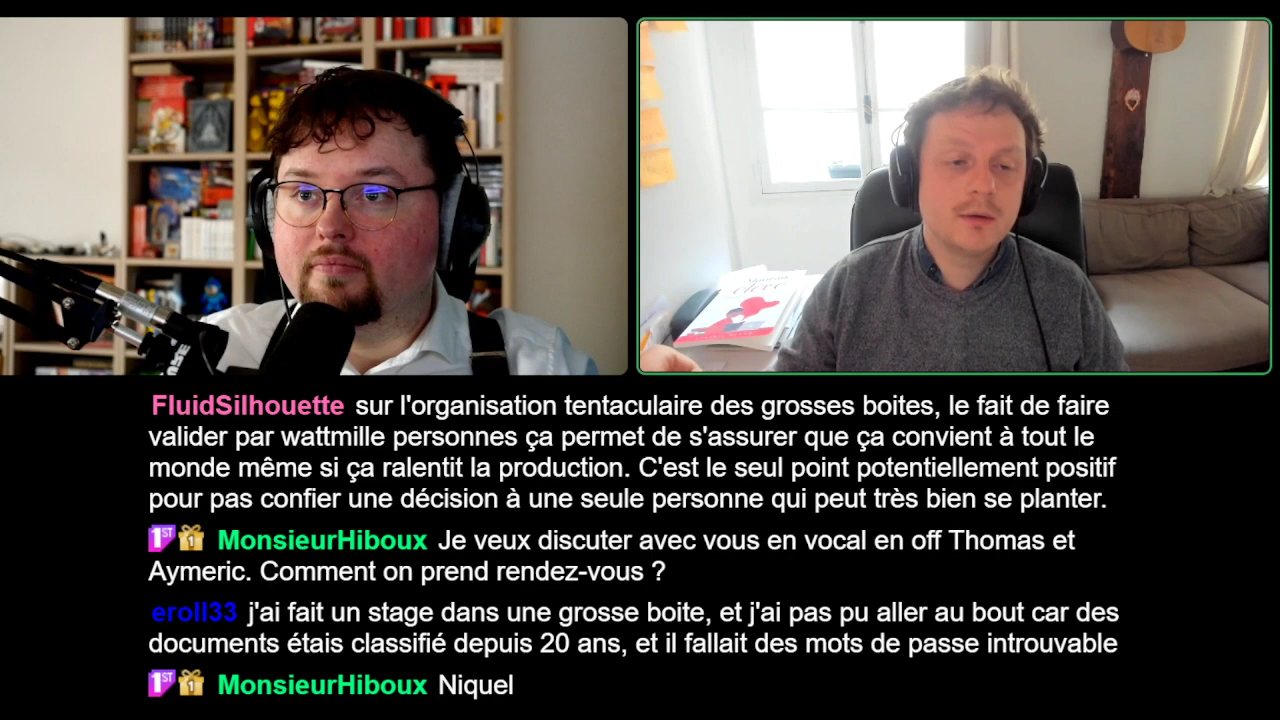 élève
FluidSilhouette sur l'organisation tentaculaire des grosses boites, le fait de faire
valider par wattmille personnes ça permet de s'assurer que ça convient à tout le
monde même si ça ralentit la production. C'est le seul point potentiellement positif
pour pas confier une décision à une seule personne qui peut très bien se planter.
1ST 1 MonsieurHiboux Je veux discuter avec vous en vocal en off Thomas et
Aymeric. Comment on prend rendez-vous ?
eroll33 j'ai fait un stage dans une grosse boite, et j'ai pas pu aller au bout car des
documents étais classifié depuis 20 ans, et il fallait des mots de passe introuvable
1ST 1 MonsieurHiboux Niquel